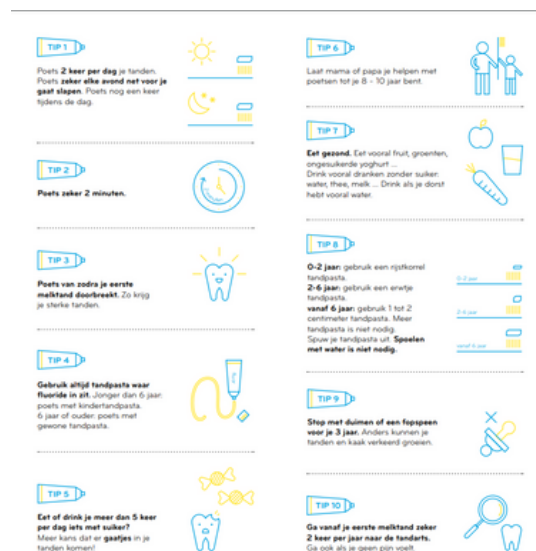 TIP 1
Poets 2 keer per dag je tanden.
Poets zeker elke avond net voor je
gaat slapen. Poets nog een keer
tijdens de dag.
TIP 2
Poets zeker 2 minuten.
2 minuten
TIP 3
Poets van zodra je eerste
melktand doorbreekt. Zo krijg
je sterke tanden.
TIP 4
Gebruik altijd tandpasta waar
fluoride in zit. Jonger dan 6 jaar:
poets met kindertandpasta.
6 jaar of ouder: poets met
gewone tandpasta.
TIP 5
Eet of drink je meer dan 5 keer
per dag iets met suiker?
Meer kans dat er gaatjes in je
tanden komen!
TIP 6
Laat mama of papa je helpen met
poetsen tot je 8 - 10 jaar bent.
TIP 7
Eet gezond. Eet vooral fruit, groenten,
ongesuikerde yoghurt ...
Drink vooral dranken zonder suiker:
water, thee, melk ... Drink als je dorst
hebt vooral water.
TIP 8
0-2 jaar: gebruik een rijstkorrel
tandpasta.
2-6 jaar: gebruik een erwtje
tandpasta.
vanaf 6 jaar: gebruik 1 tot 2
centimeter tandpasta. Meer
tandpasta is niet nodig.
Spuw je tandpasta uit. Spoelen
met water is niet nodig.
0-2 jaar
2-6 jaar
vanaf 6 jaar
TIP 9
Stop met duimen of een fopspeen
voor je 3 jaar. Anders kunnen je
tanden en kaak verkeerd groeien.
TIP 10
Ga vanaf je eerste melktand zeker
2 keer per jaar naar de tandarts.
Ga ook als je geen pijn voelt.